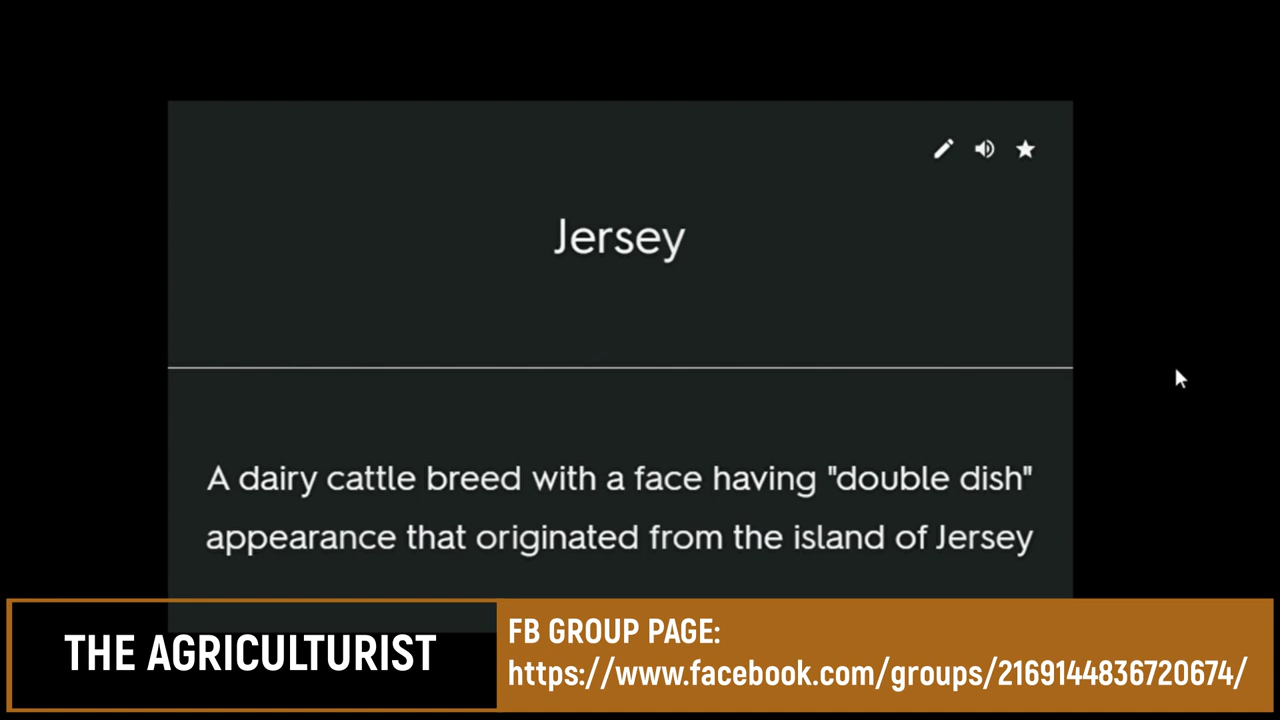 Jersey
A dairy cattle breed with a face having "double dish"
appearance that originated from the island of Jersey
THE AGRICULTURIST
FB GROUP PAGE:
https://www.facebook.com/groups/2169144836720674/